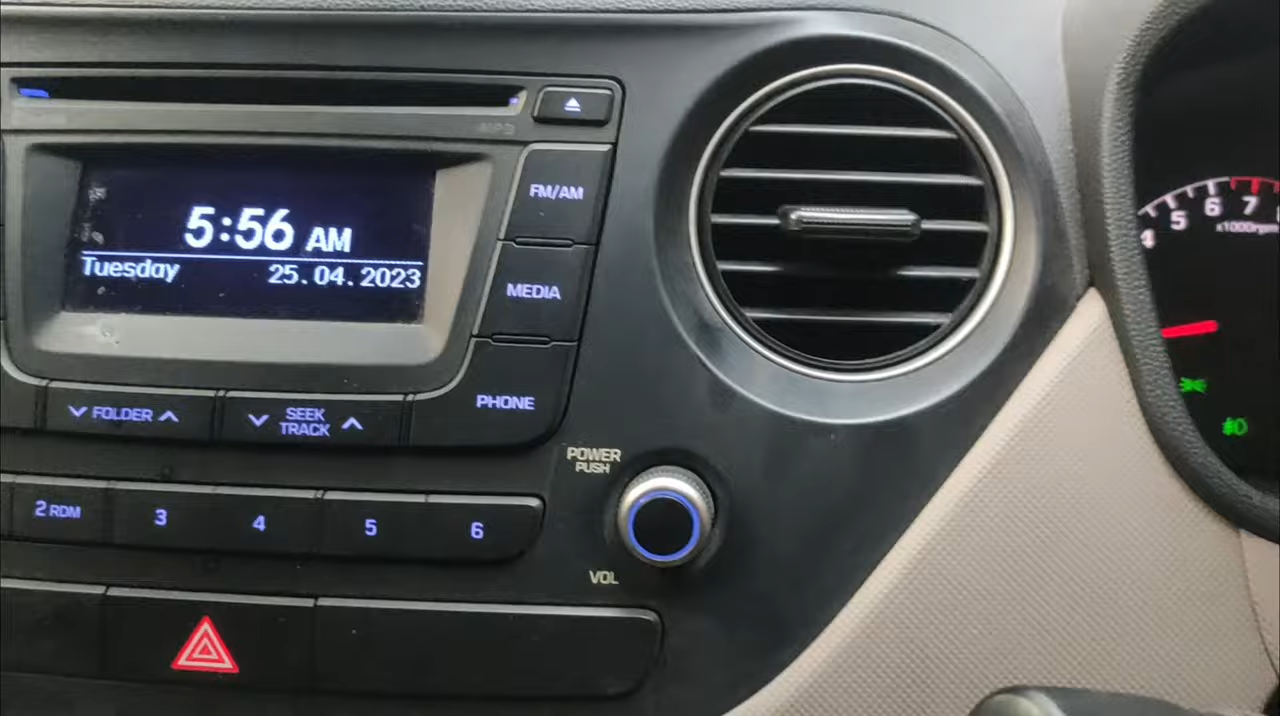 MP3
5:56 AM
Tuesday 25.04.2023
FM/AM
MEDIA
PHONE
FOLDER
SEEK
TRACK
POWER
PUSH
VOL
2 RDM
3
4
5
6
4
5
6
7
x1000rpm